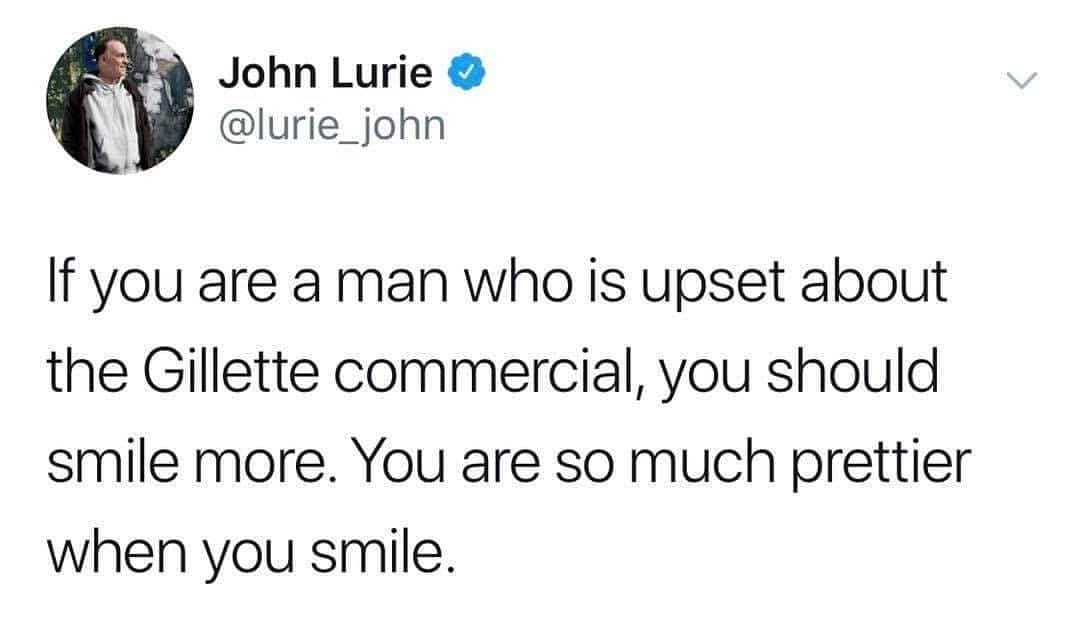 John Lurie
@lurie_john
If you are a man who is upset about
the Gillette commercial, you should
smile more. You are so much prettier
when you smile.